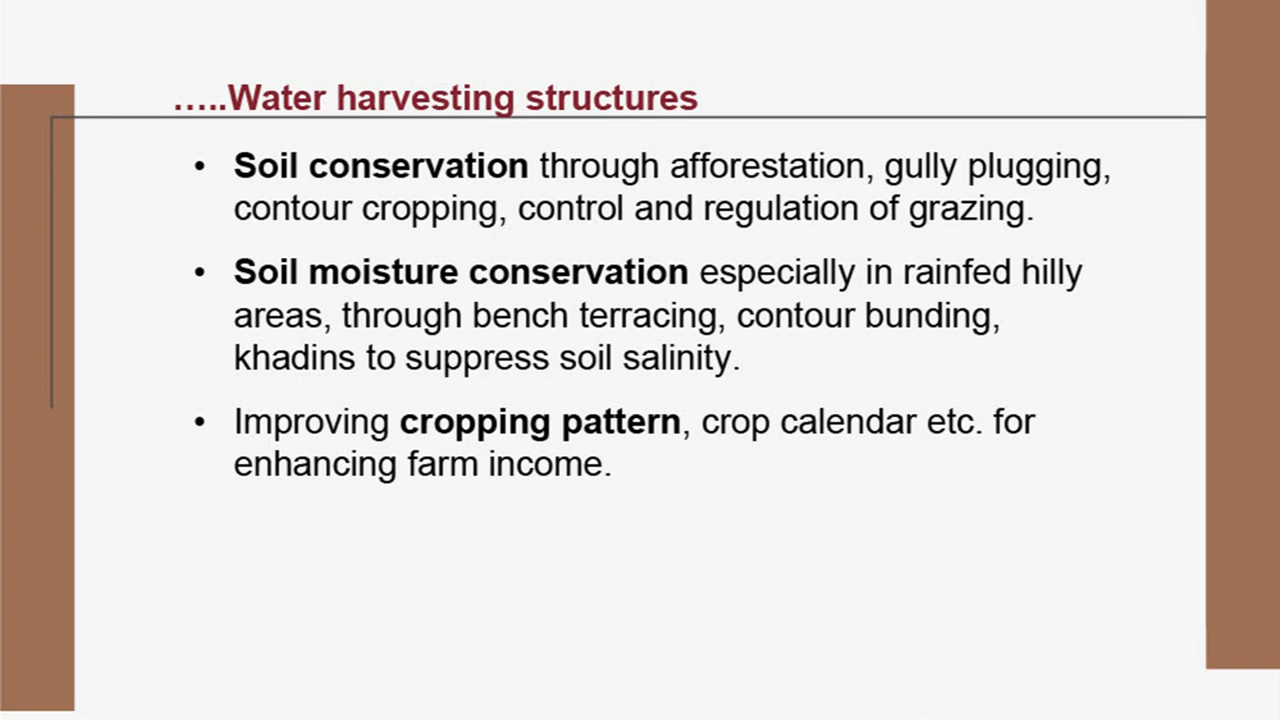 .....Water harvesting structures
• Soil conservation through afforestation, gully plugging,
contour cropping, control and regulation of grazing.
• Soil moisture conservation especially in rainfed hilly
areas, through bench terracing, contour bunding,
khadins to suppress soil salinity.
• Improving cropping pattern, crop calendar etc. for
enhancing farm income.